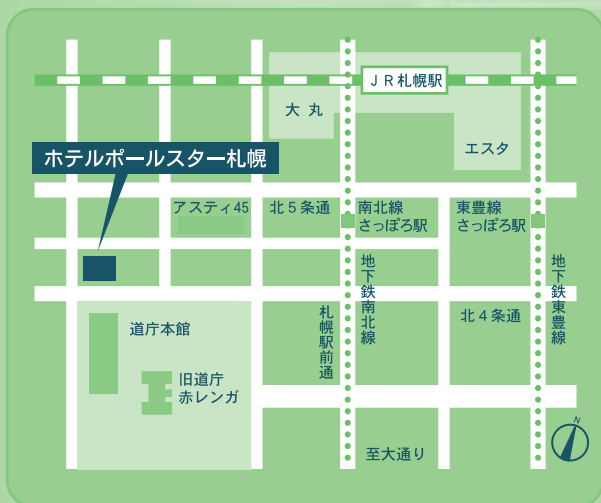 JR札幌駅
大丸
エスタ
ホテルポールスター札幌
アスティ45
北5条通
南北線
さっぽろ駅
東豊線
さっぽろ駅
地下鉄南北線
地下鉄東豊線
札幌駅前通
北4条通
道庁本館
旧道庁
赤レンガ
至大通り
N